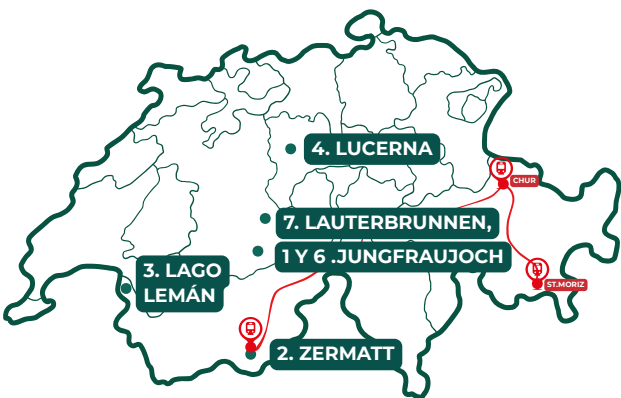 4. LUCERNA
CHUR
7. LAUTERBRUNNEN,
1 Y 6 .JUNGFRAUJOCH
3. LAGO
LEMÁN
ST.MORIZ
2. ZERMATT